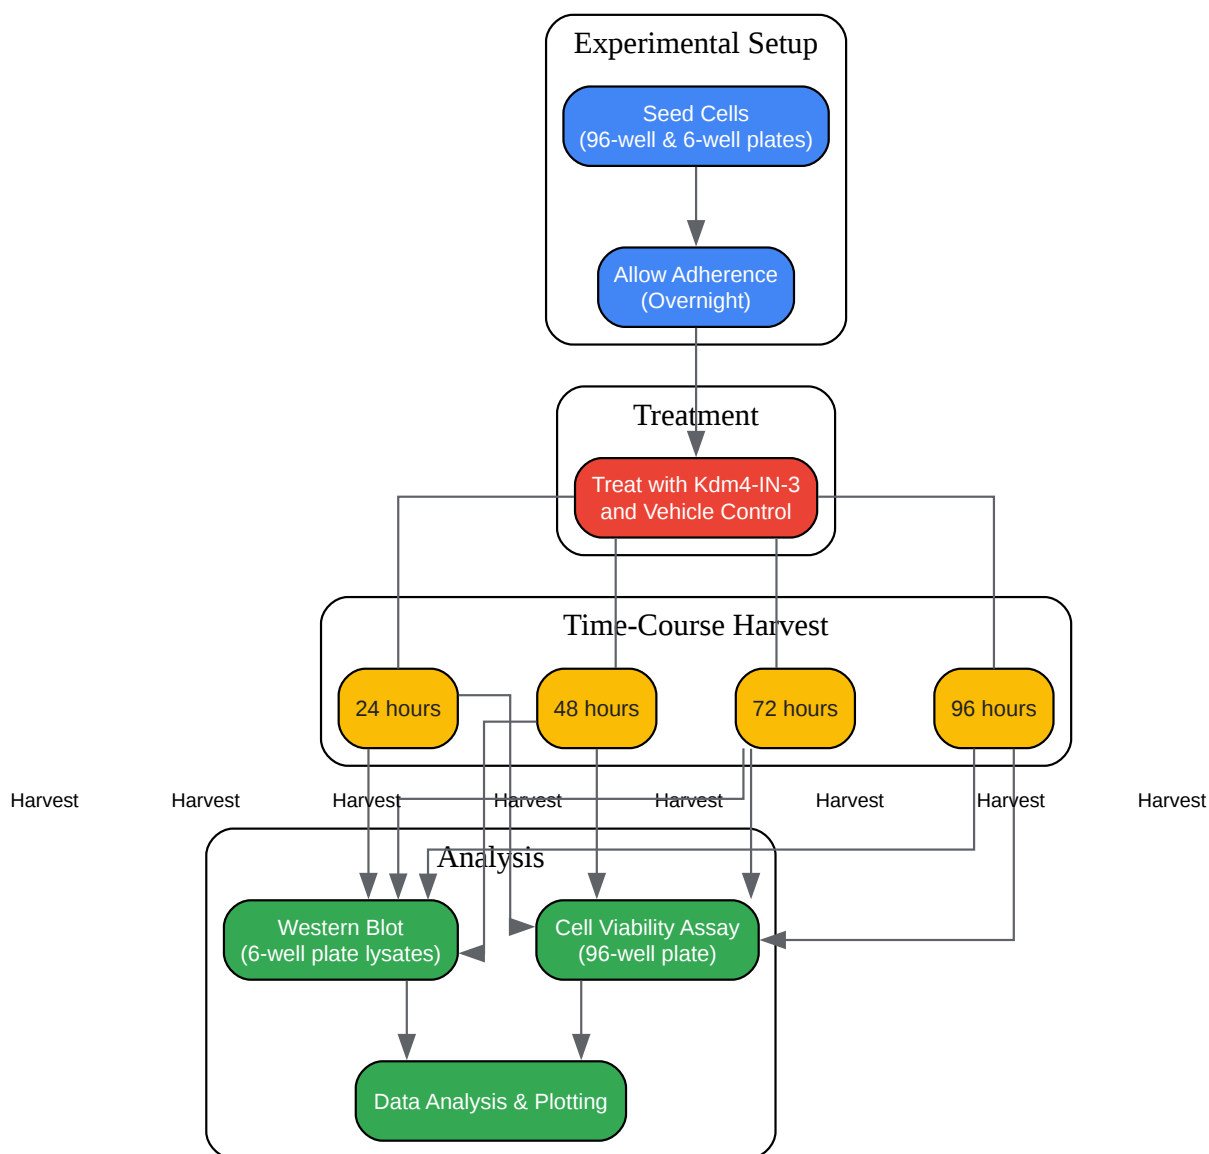 Experimental Setup
Seed Cells
(96-well & 6-well plates)
Allow Adherence
(Overnight)
Treatment
Treat with Kdm4-IN-3
and Vehicle Control
Time-Course Harvest
24 hours
48 hours
72 hours
96 hours
Harvest
Harvest
Harvest
Harvest
Harvest
Harvest
Harvest
Harvest
Analysis
Western Blot
(6-well plate lysates)
Cell Viability Assay
(96-well plate)
Data Analysis & Plotting